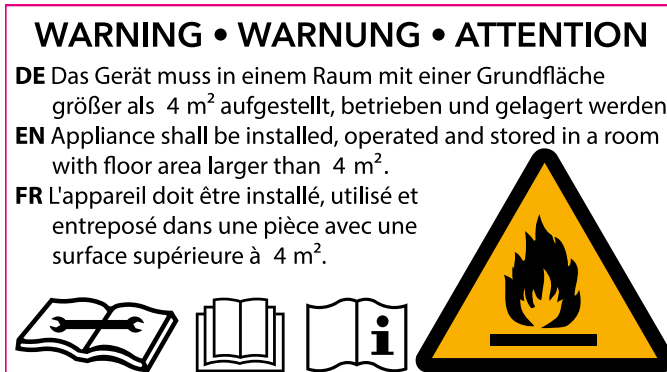 WARNING • WARNUNG • ATTENTION
DE Das Gerät muss in einem Raum mit einer Grundfläche
größer als 4 m² aufgestellt, betrieben und gelagert werden
EN Appliance shall be installed, operated and stored in a room
with floor area larger than 4 m².
FR L'appareil doit être installé, utilisé et
entreposé dans une pièce avec une
surface supérieure à 4 m².
i